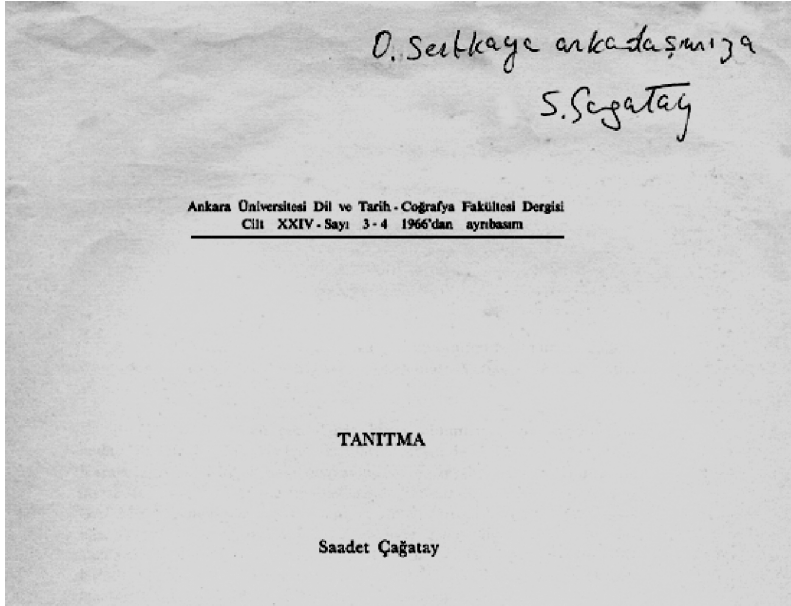 O. Sertkaya arkadaşımıza
S. Çagatay
Ankara Üniversitesi Dil ve Tarih - Coğrafya Fakültesi Dergisi
Cilt XXIV - Sayı 3 - 4 1966'dan ayrıbasım
TANITMA
Saadet Çağatay